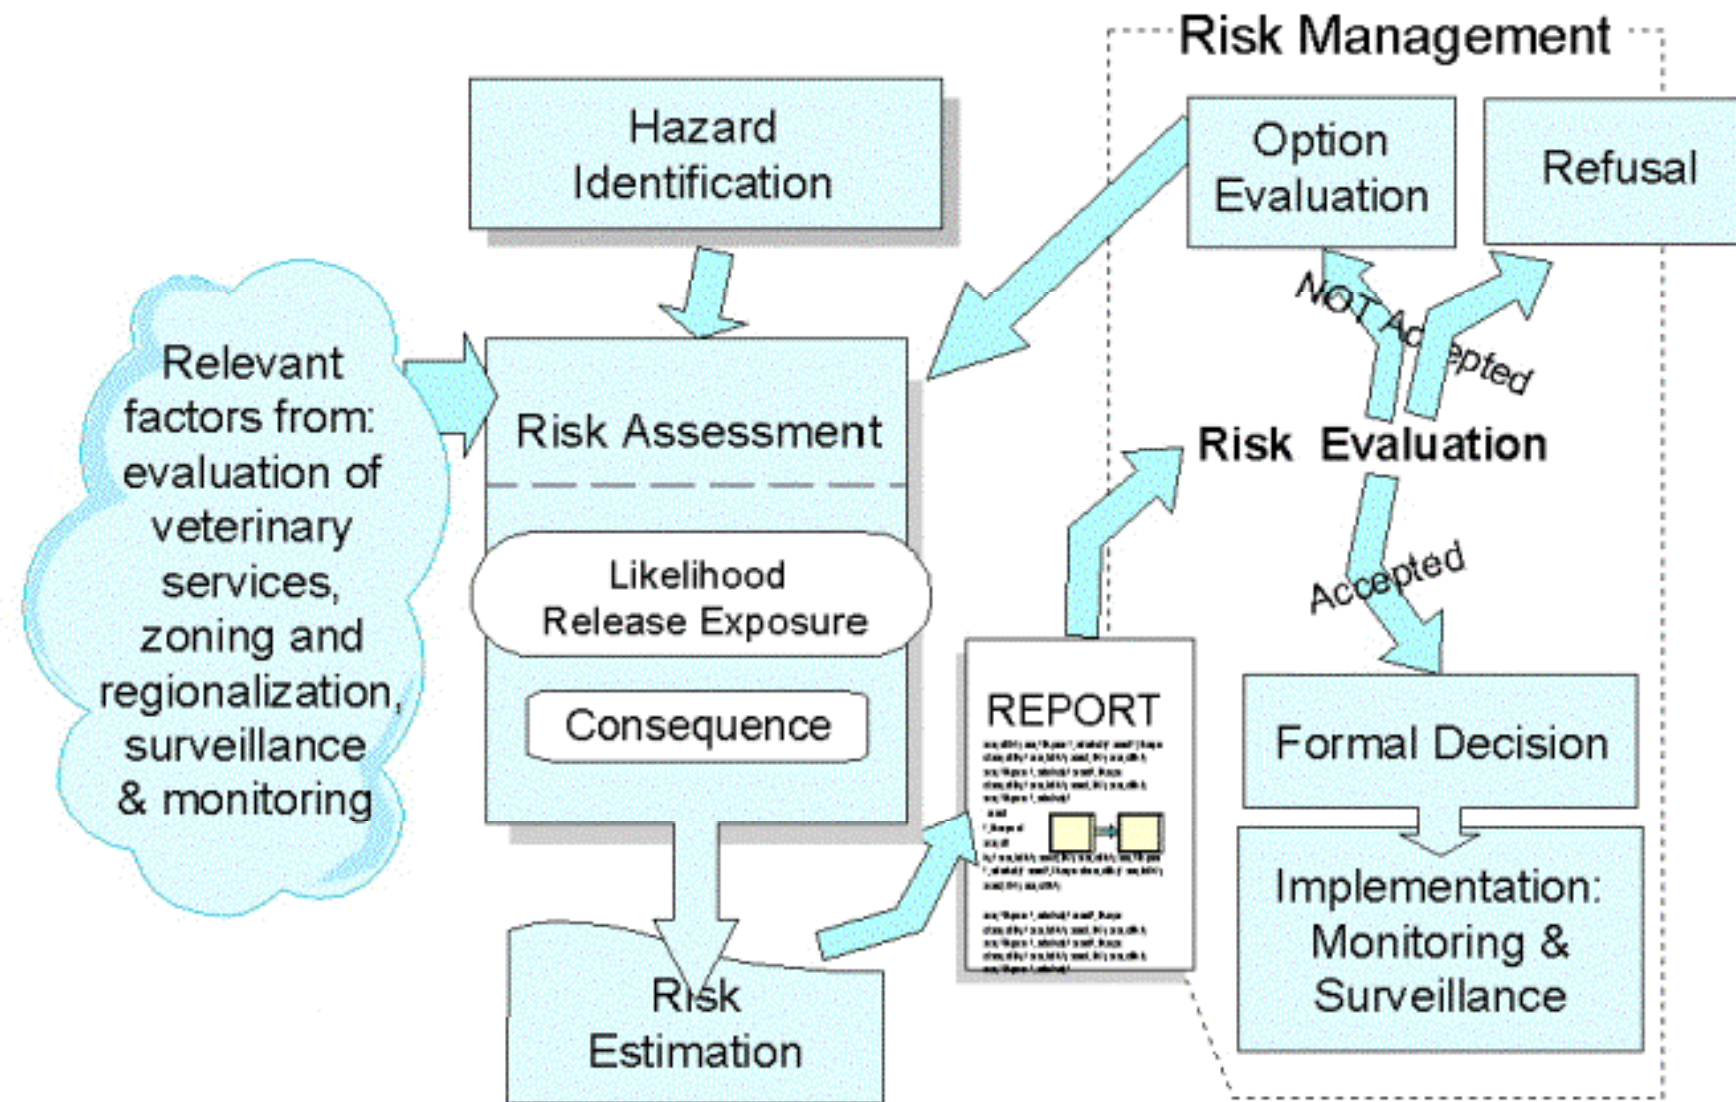 Risk Management
Hazard
Identification
Option
Evaluation
Refusal
NOT Accepted
Relevant
factors from:
evaluation of
veterinary
services,
zoning and
regionalization,
surveillance
& monitoring
Risk Assessment
Likelihood
Release Exposure
Consequence
Risk
Estimation
REPORT
Risk Evaluation
Accepted
Formal Decision
Implementation:
Monitoring &
Surveillance